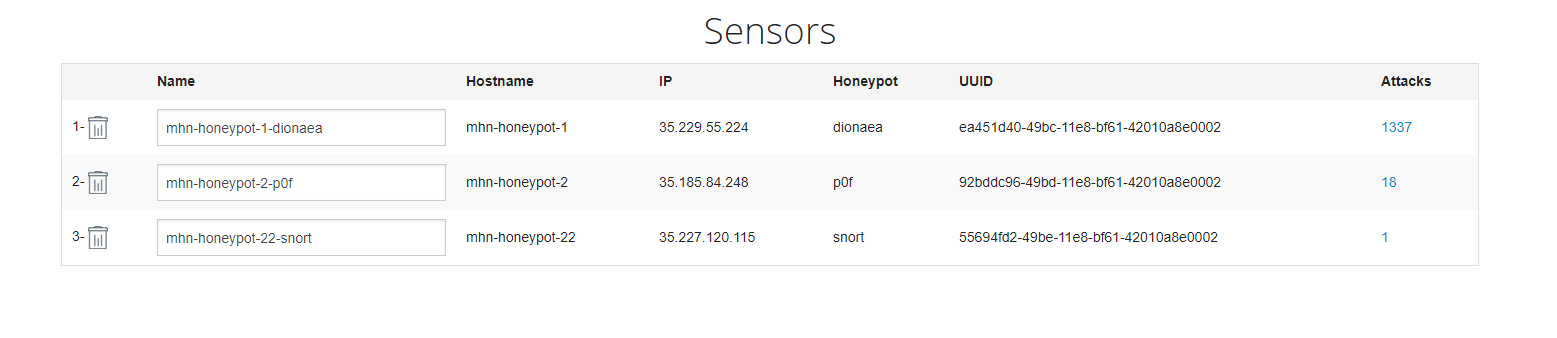 Sensors
Name Hostname IP Honeypot UUID Attacks
1- mhn-honeypot-1-dionaea mhn-honeypot-1 35.229.55.224 dionaea ea451d40-49bc-11e8-bf61-42010a8e0002 1337
2- mhn-honeypot-2-p0f mhn-honeypot-2 35.185.84.248 p0f 92bddc96-49bd-11e8-bf61-42010a8e0002 18
3- mhn-honeypot-22-snort mhn-honeypot-22 35.227.120.115 snort 55694fd2-49be-11e8-bf61-42010a8e0002 1